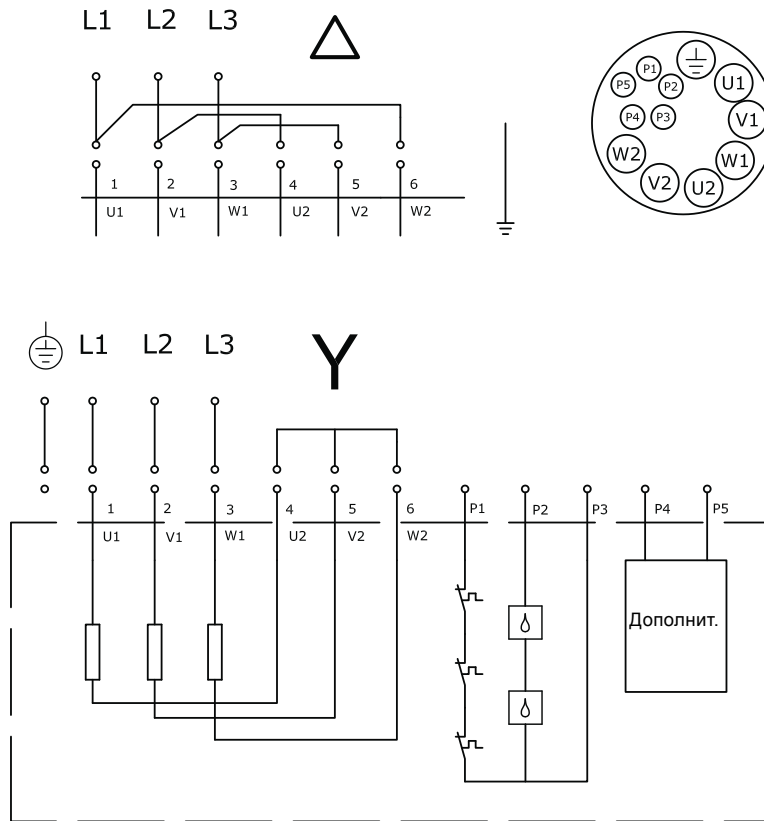 L1 L2 L3
P1 P5 P2 U1
P4 P3 V1
W2 W1
V2 U2
1 2 3 4 5 6
U1 V1 W1 U2 V2 W2
L1 L2 L3 Y
1 2 3 4 5 6 P1 P2 P3 P4 P5
U1 V1 W1 U2 V2 W2
Дополнит.